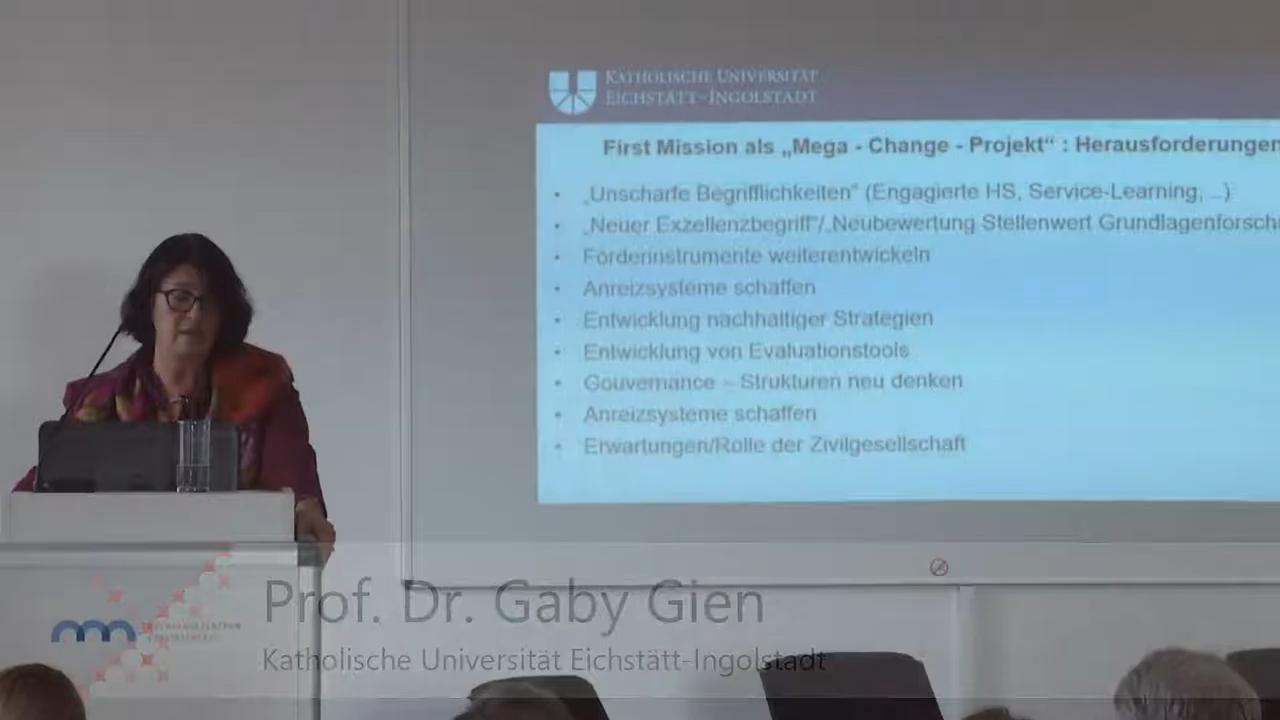 KATHOLISCHE UNIVERSITÄT
EICHSTÄTT-INGOLSTADT
First Mission als „Mega - Change - Projekt“ : Herausforderungen
• „Unscharfe Begrifflichkeiten“ (Engagierte HS, Service-Learning, ...)
• „Neuer Exzellenzbegriff“/„Neubewertung Stellenwert Grundlagenforsch
• Förderinstrumente weiterentwickeln
• Anreizsysteme schaffen
• Entwicklung nachhaltiger Strategien
• Entwicklung von Evaluationstools
• Gouvernance – Strukturen neu denken
• Anreizsysteme schaffen
• Erwartungen/Rolle der Zivilgesellschaft
Prof. Dr. Gaby Gien
Katholische Universität Eichstätt-Ingolstadt